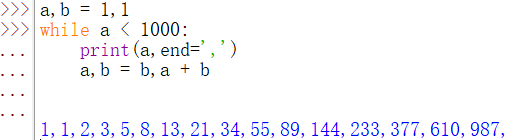 >>> a,b = 1,1
>>> while a < 1000:
...     print(a,end=',')
...     a,b = b,a + b
...
...
1,1,2,3,5,8,13,21,34,55,89,144,233,377,610,987,